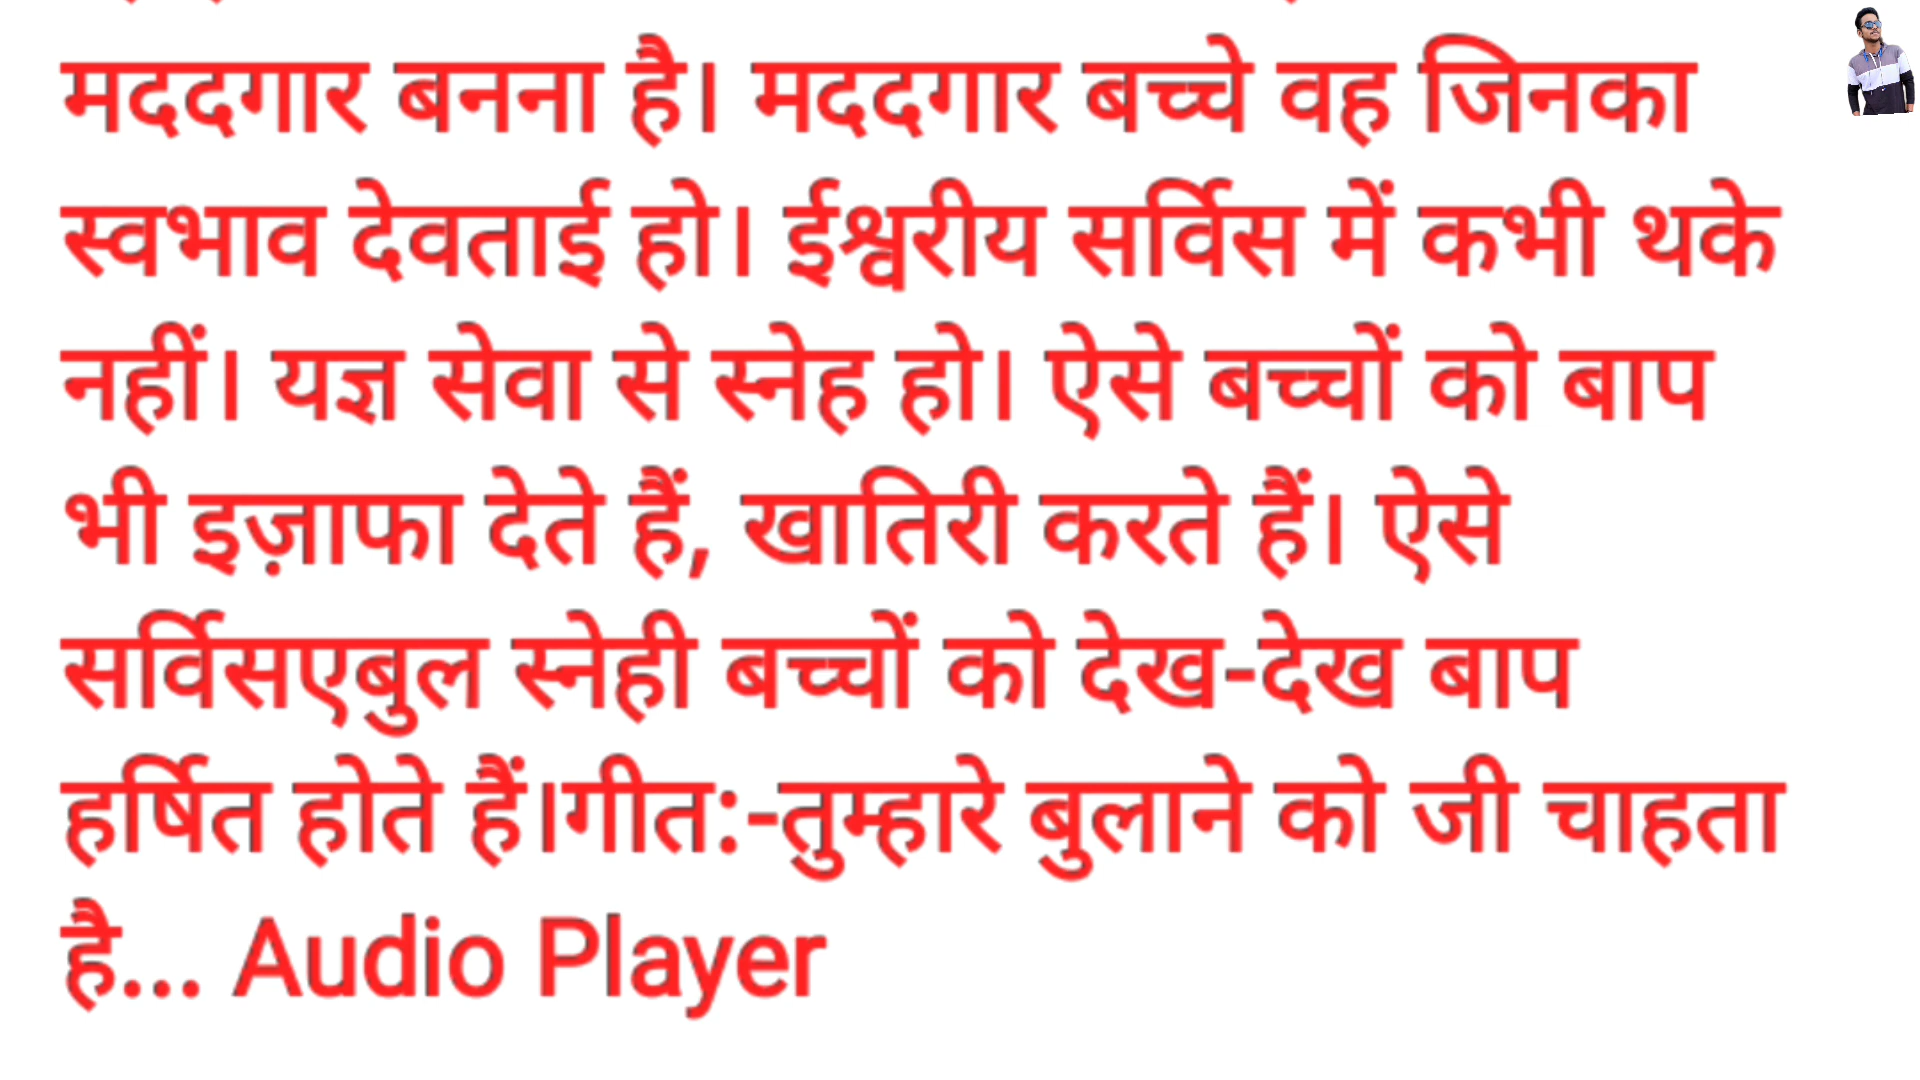 मददगार बनना है। मददगार बच्चे वह जिनका
स्वभाव देवताई हो। ईश्वरीय सर्विस में कभी थके
नहीं। यज्ञ सेवा से स्नेह हो। ऐसे बच्चों को बाप
भी इज़ाफा देते हैं, खातिरी करते हैं। ऐसे
सर्विसएबुल स्नेही बच्चों को देख-देख बाप
हर्षित होते हैं।गीत:-तुम्हारे बुलाने को जी चाहता
है... Audio Player